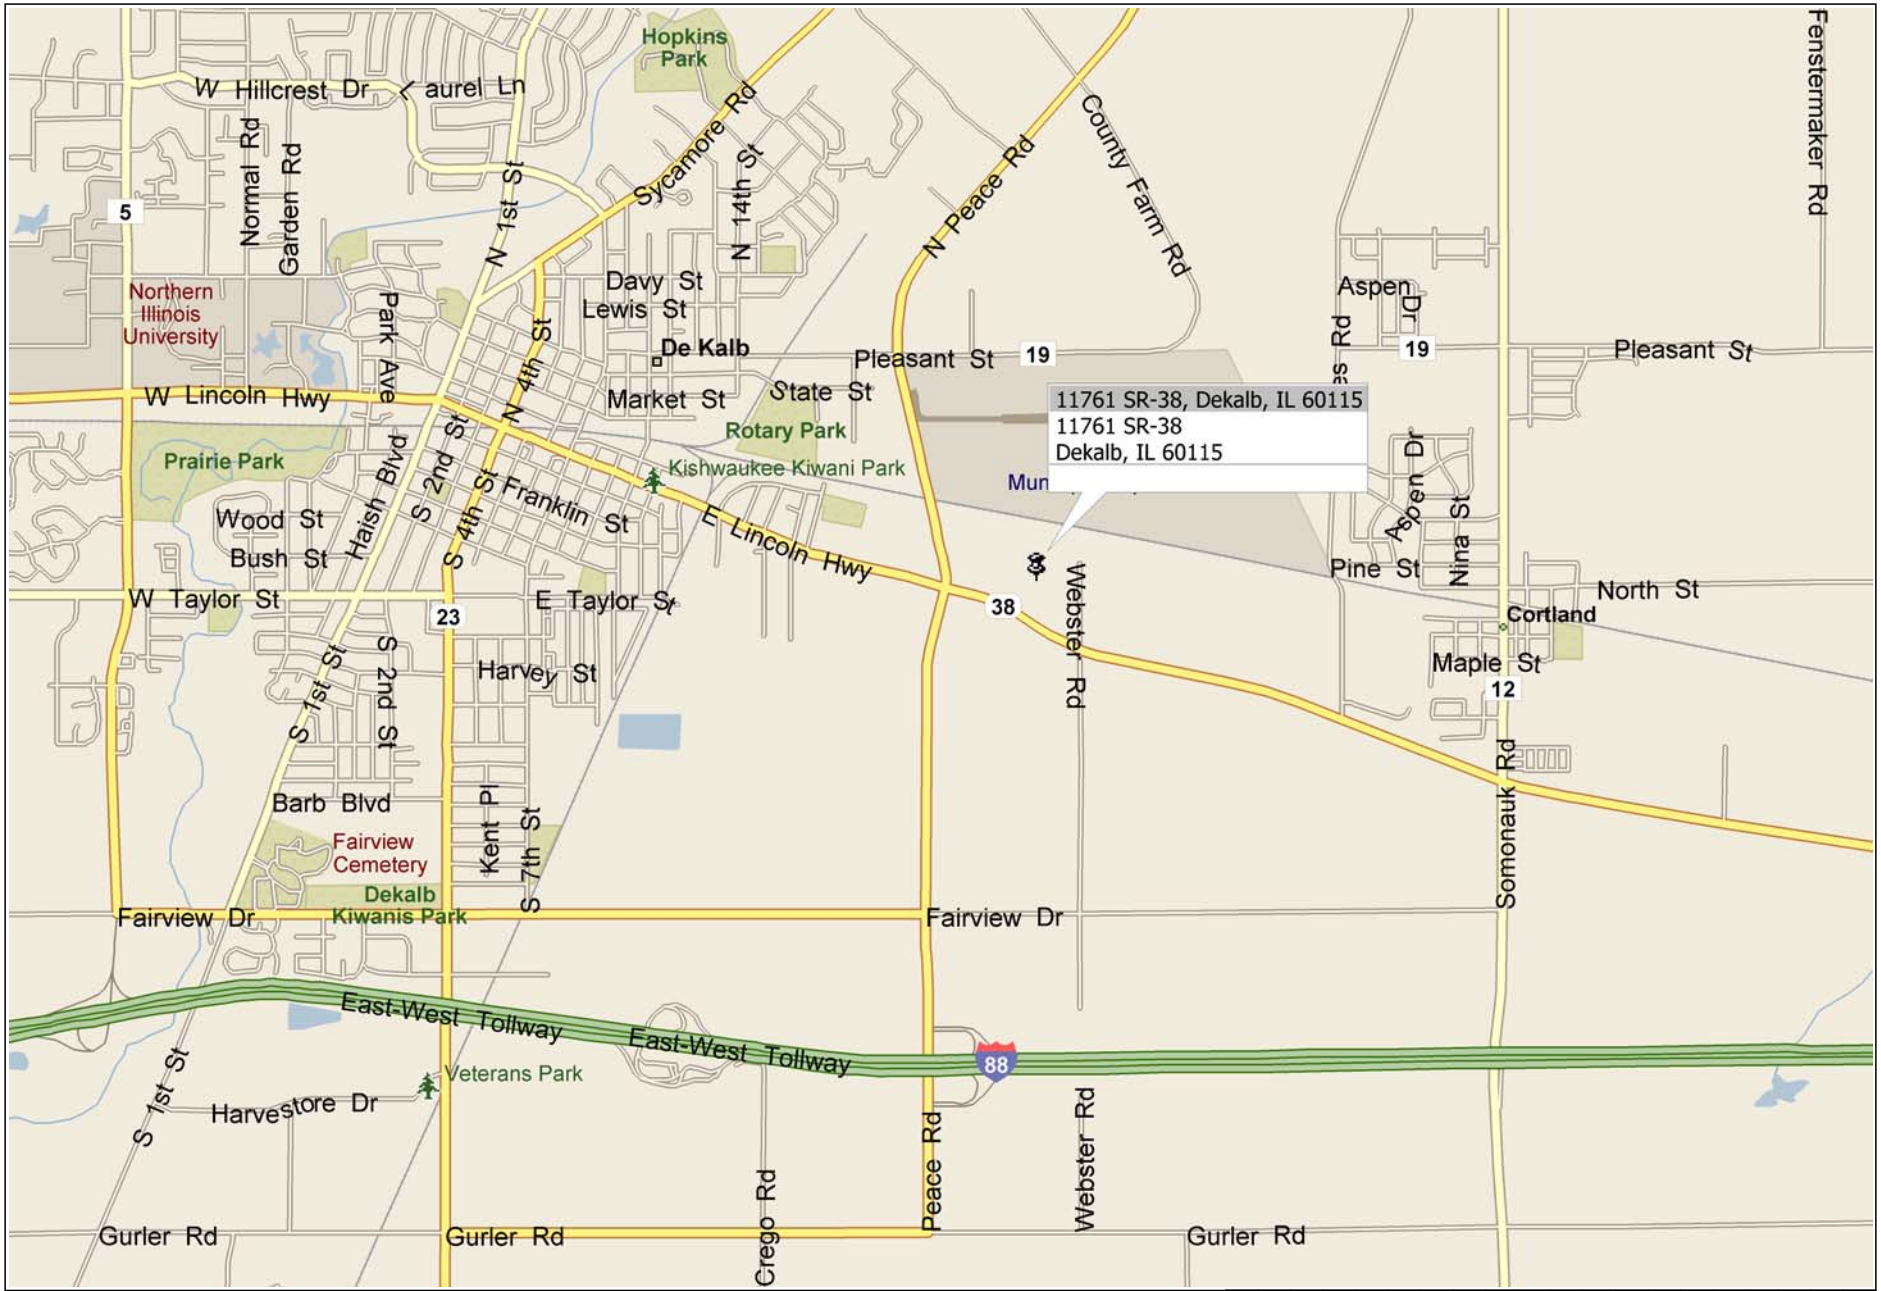 Hopkins
Park
Fenstermaker Rd
W Hillcrest Dr
aurel Ln
Sycamore Rd
County Farm Rd
Normal Rd
Garden Rd
N 1st St
N 14th St
N Peace Rd
5
Northern
Illinois
University
Park Ave
Davy St
Lewis St
N 4th St
De Kalb
Pleasant St
19
Aspen
Dr
es Rd
19
Pleasant St
W Lincoln Hwy
Market St
State St
11761 SR-38, Dekalb, IL 60115
11761 SR-38
Dekalb, IL 60115
Rotary Park
Prairie Park
Haish Blvd
S 2nd St
Kishwaukee Kiwani Park
Mun
Aspen Dr
Aspen
Nina St
Wood St
Bush St
S 4th St
Franklin St
E Lincoln Hwy
Pine St
North St
W Taylor St
23
E Taylor St
38
Webster Rd
Cortland
Maple St
12
S 1st St
S 2nd St
Harvey St
Somonauk Rd
Barb Blvd
Kent Pl
S 7th St
Fairview
Cemetery
Dekalb
Kiwanis Park
Fairview Dr
Fairview Dr
East-West Tollway
East-West Tollway
88
S 1st St
Veterans Park
Harvestore Dr
Peace Rd
Webster Rd
Crego Rd
Gurler Rd
Gurler Rd
Gurler Rd